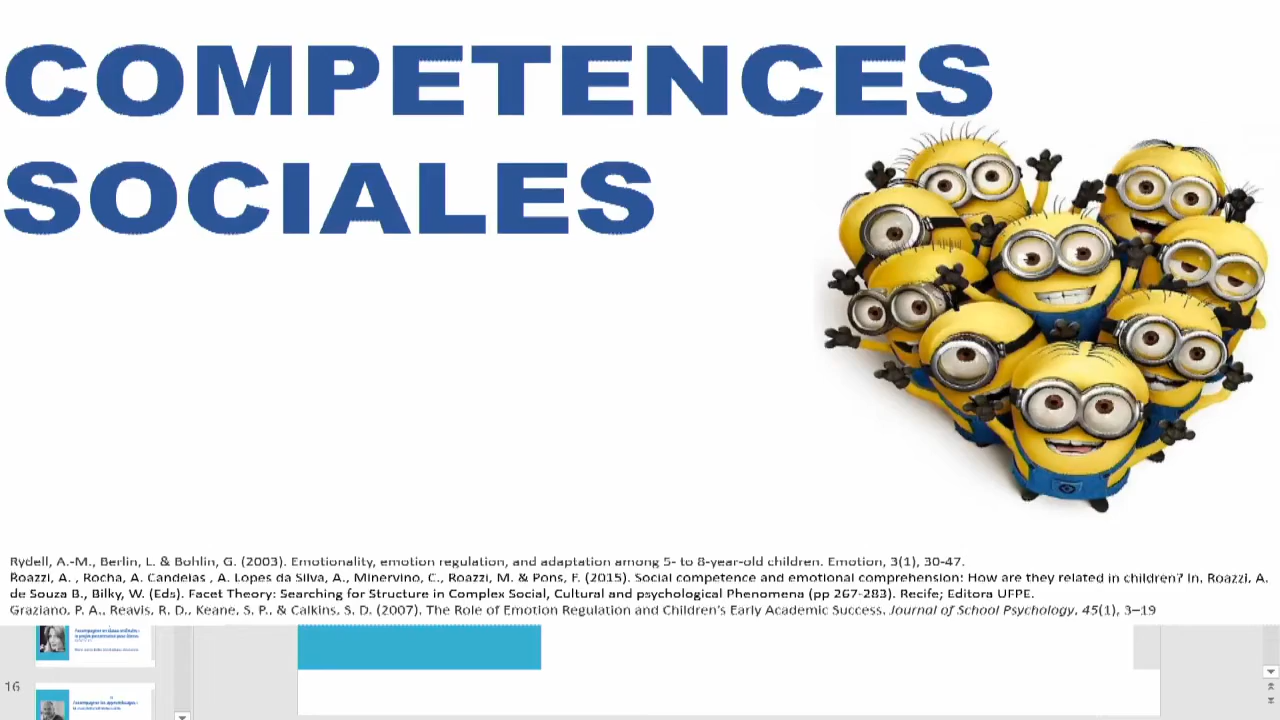 COMPETENCES
SOCIALES
Rydell, A.-M., Berlin, L. & Bohlin, G. (2003). Emotionality, emotion regulation, and adaptation among 5- to 8-year-old children. Emotion, 3(1), 30-47.
Roazzi, A. , Rocha, A. Candeias , A. Lopes da Silva, A., Minervino, C., Roazzi, M. & Pons, F. (2015). Social competence and emotional comprehension: How are they related in children? In, Roazzi, A.
de Souza B., Bilky, W. (Eds). Facet Theory: Searching for Structure in Complex Social, Cultural and psychological Phenomena (pp 267-283). Recife; Editora UFPE.
Graziano, P. A., Reavis, R. D., Keane, S. P., & Calkins, S. D. (2007). The Role of Emotion Regulation and Children's Early Academic Success. Journal of School Psychology, 45(1), 3–19
16